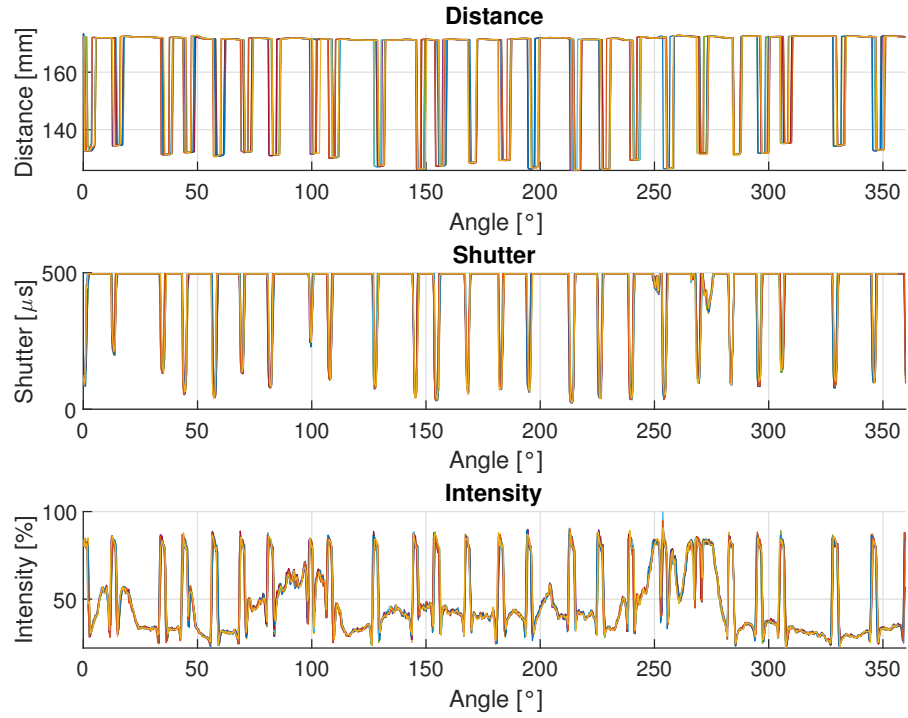 Distance
Distance [mm]
160
140
0 50 100 150 200 250 300 350
Angle [°]
Shutter
Shutter [μs]
500
0
0 50 100 150 200 250 300 350
Angle [°]
Intensity
Intensity [%]
100
50
0 50 100 150 200 250 300 350
Angle [°]